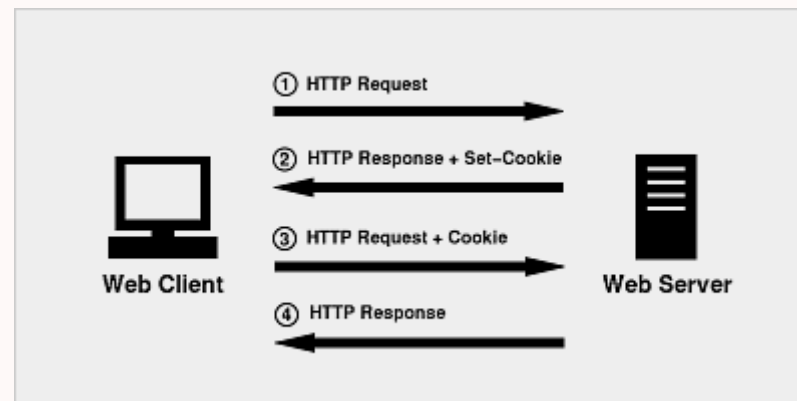 ① HTTP Request
② HTTP Response + Set-Cookie
③ HTTP Request + Cookie
Web Client
Web Server
④ HTTP Response